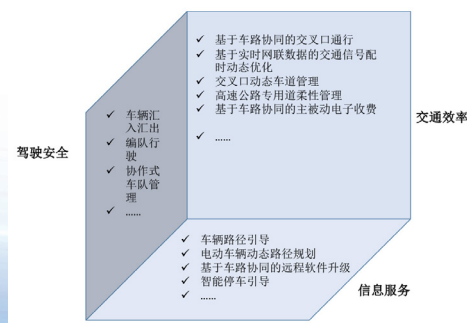 ✓ 基于车路协同的交叉口通行
✓ 基于实时网联数据的交通信号配
时动态优化
✓ 交叉口动态车道管理
✓ 高速公路专用道柔性管理
✓ 基于车路协同的主被动电子收费
✓ ......
交通效率
驾驶安全
✓ 车辆汇
入汇出
✓ 编队行
驶
✓ 协作式
车队管
理
✓ ......
✓ 车辆路径引导
✓ 电动车辆动态路径规划
✓ 基于车路协同的远程软件升级
✓ 智能停车引导
✓ ......
信息服务